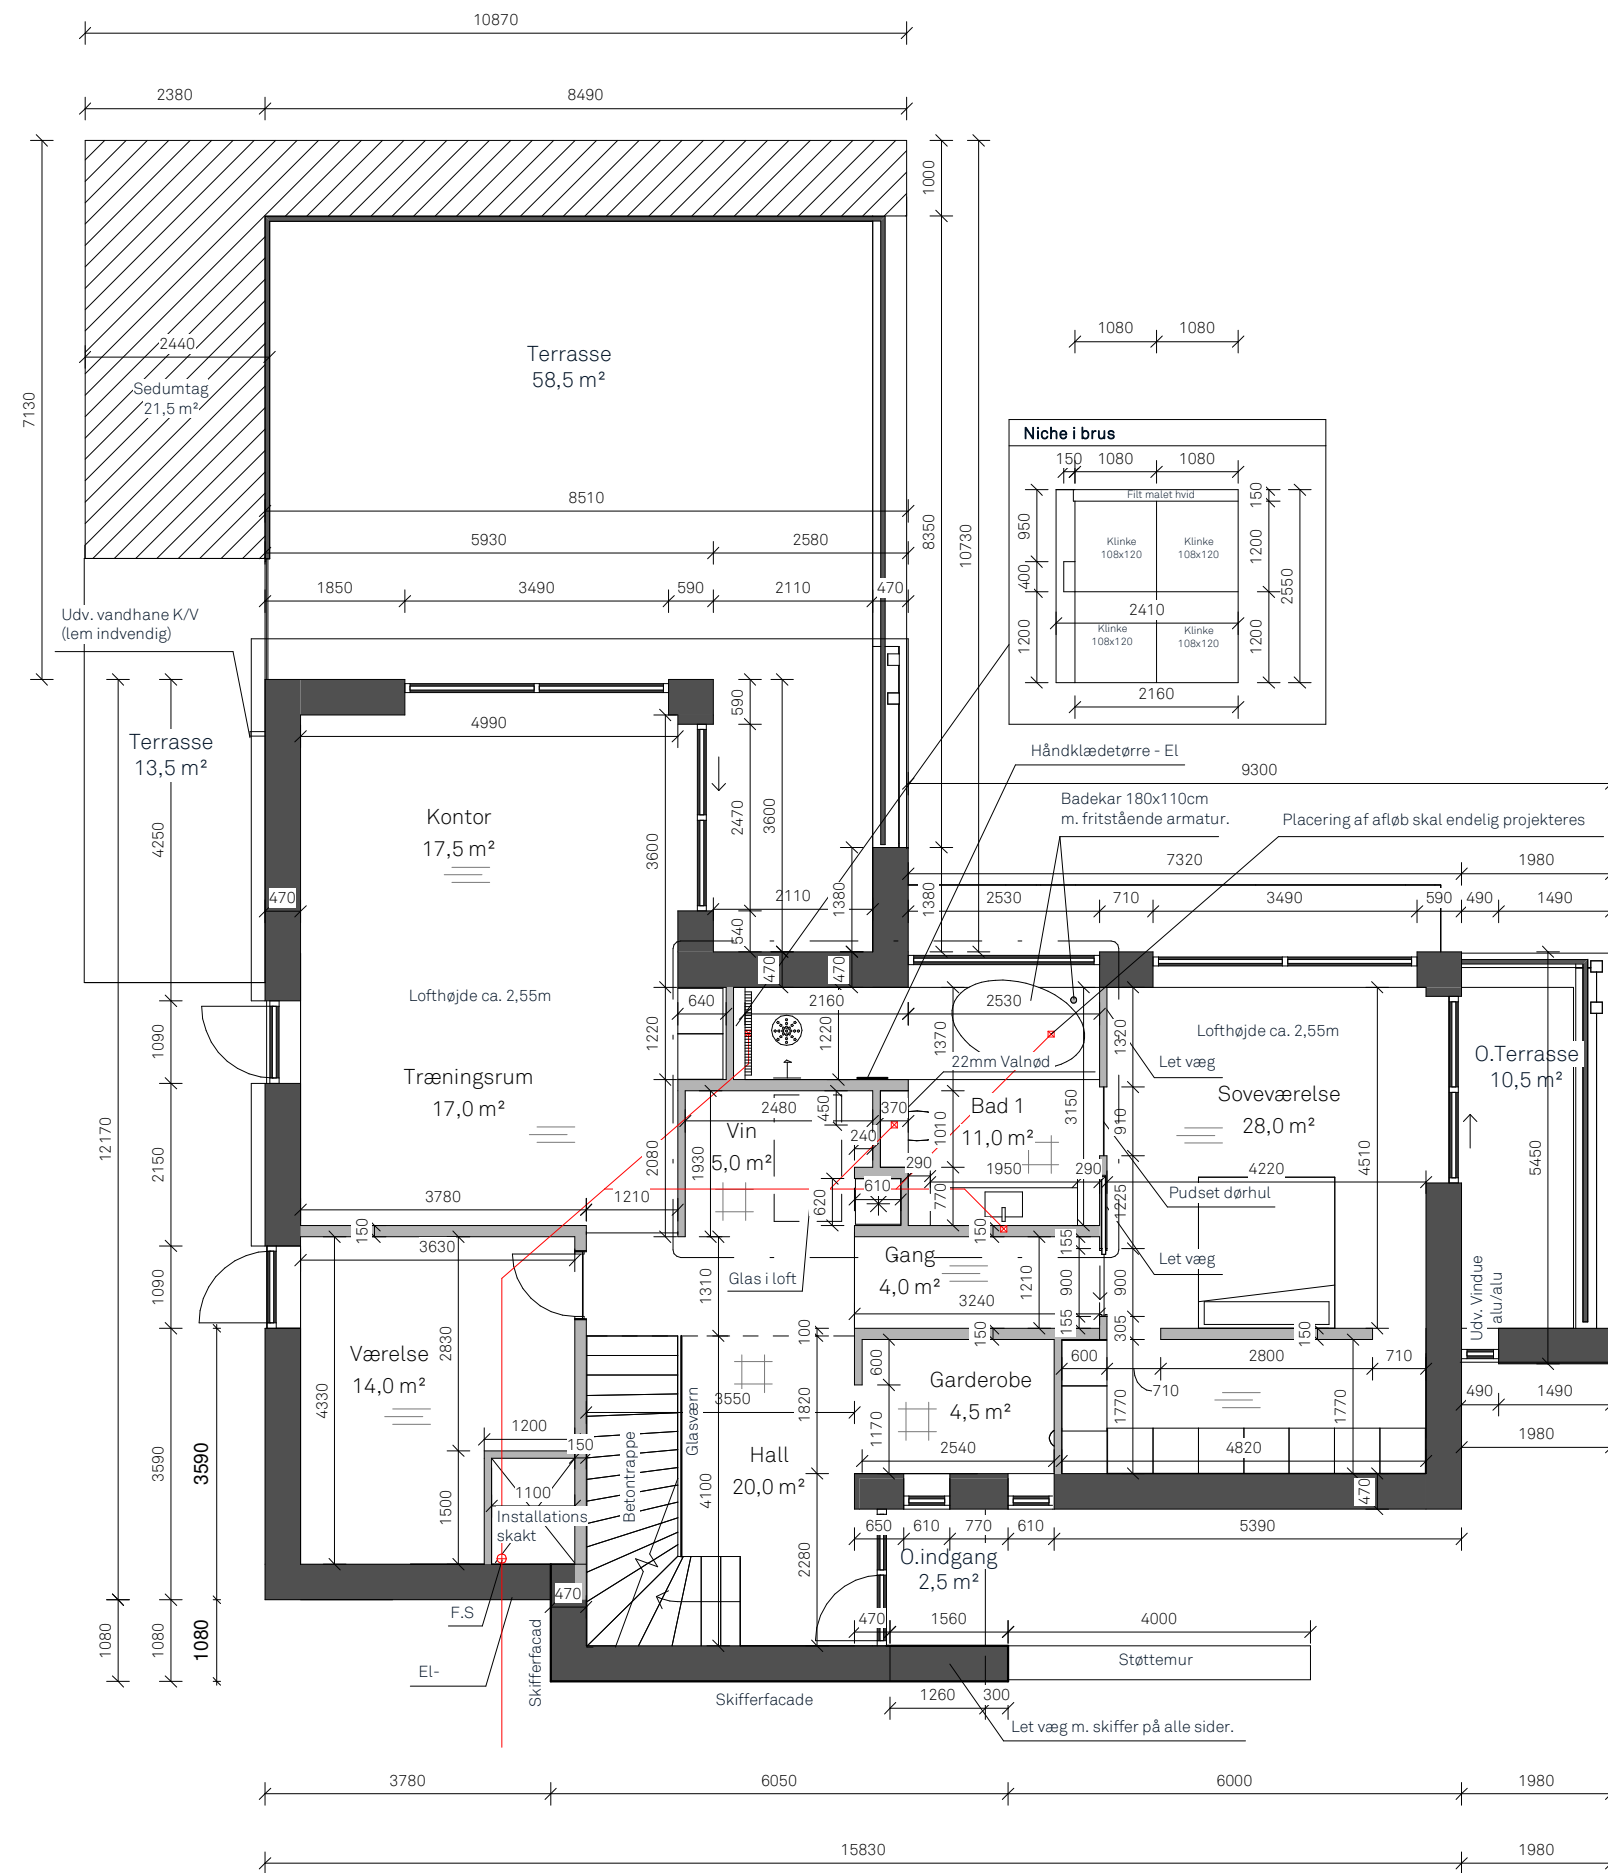 10870
2380
8490
1000
7130
2440
Sedumtag
21,5 m²
Terrasse
58,5 m²
8510
5930
2580
1850
3490
590
2110
470
8350
10730
1080
1080
Niche i brus
150
1080
1080
Filt malet hvid
150
950
Klinke
108x120
Klinke
108x120
1200
2550
400
2410
Klinke
108x120
Klinke
108x120
1200
1200
2160
Udv. vandhane K/V
(lem indvendig)
Terrasse
13,5 m²
4990
590
Håndklædetørre - El
9300
Badekar 180x110cm
m. fritstående armatur.
Placering af afløb skal endelig projekteres
Kontor
17,5 m²
4250
3600
2470
3600
7320
1980
470
2110
1380
1380
2530
710
3490
590
490
1490
540
470
470
Lofthøjde ca. 2,55m
640
2160
2530
1320
Lofthøjde ca. 2,55m
1090
1220
1220
1370
22mm Valnød
Let væg
O.Terrasse
10,5 m²
Træningsrum
17,0 m²
2480
450
370
Bad 1
11,0 m²
3150
910
Soveværelse
28,0 m²
12170
2150
2080
Vin
5,0 m²
1930
240
1010
4510
5450
3780
1210
620
610
290
770
1950
290
1225
4220
Pudset dørhul
150
3630
150
155
Gang
4,0 m²
Let væg
1090
1310
Glas i loft
1210
900
900
Udv. Vindue
alu/alu
3240
Værelse
14,0 m²
2830
100
150
155
305
150
600
600
2800
710
Garderobe
4,5 m²
710
4330
Glasværn
3550
1820
1770
1770
490
1490
1200
150
1170
Betontrappe
Hall
20,0 m²
2540
4820
1980
3590
3590
1100
4100
470
Installations
skakt
1500
650
610
770
610
5390
2280
O.indgang
2,5 m²
470
F.S
470
1560
4000
1080
1080
1080
El-
Skifferfacad
Støttemur
Skifferfacade
1260
300
Let væg m. skiffer på alle sider.
3780
6050
6000
1980
15830
1980